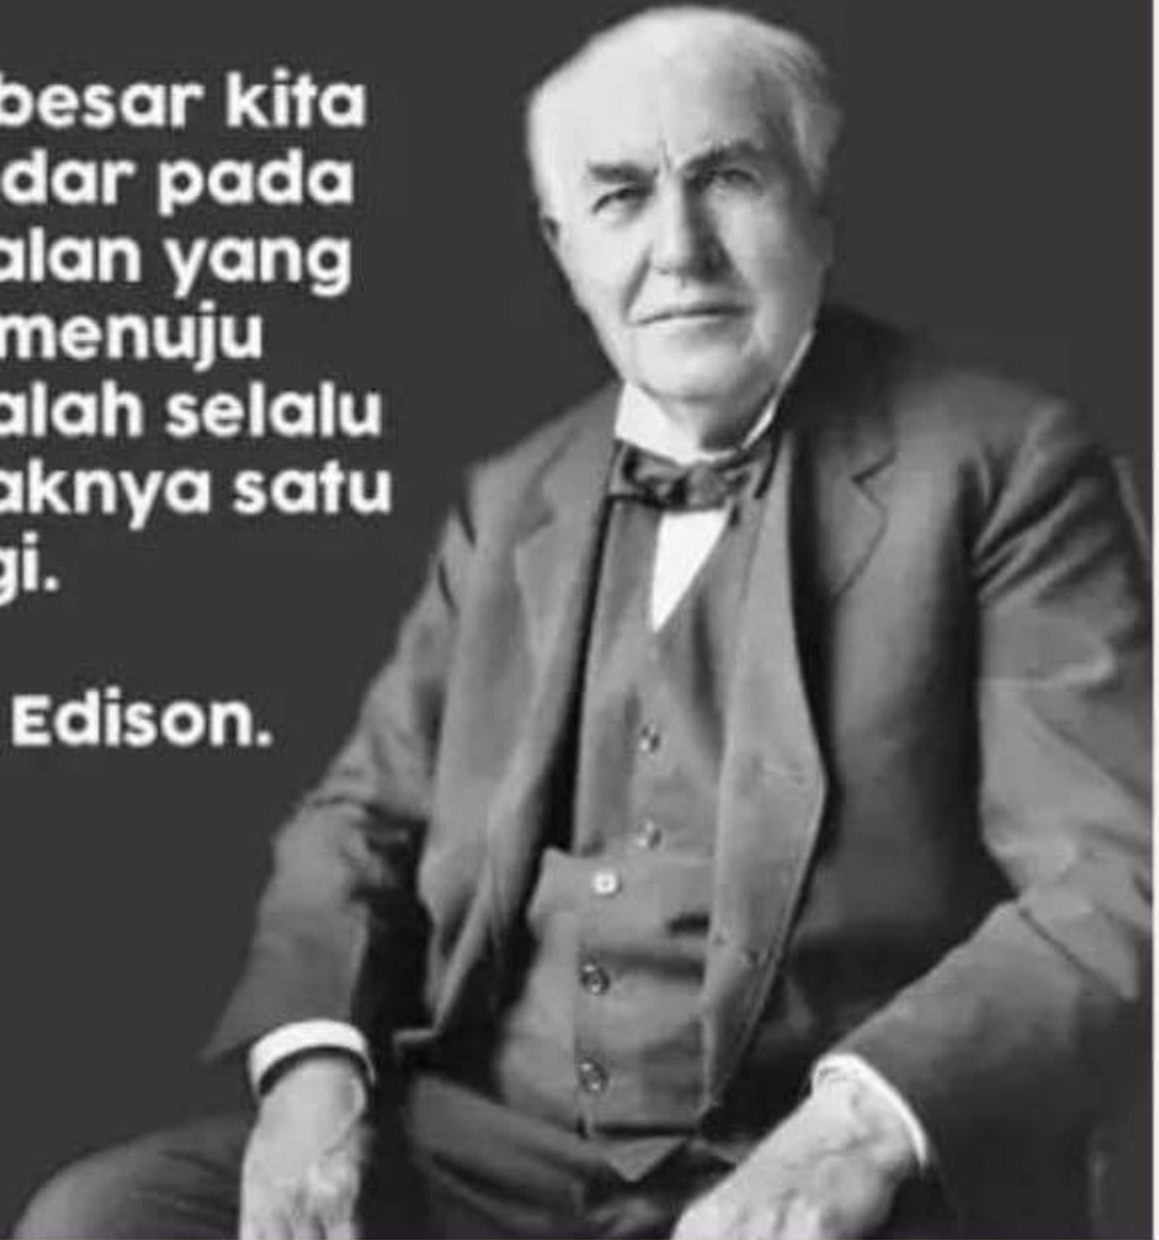 besar kita
dar pada
alan yang
menuju
alah selalu
aknya satu
gi.
Edison.